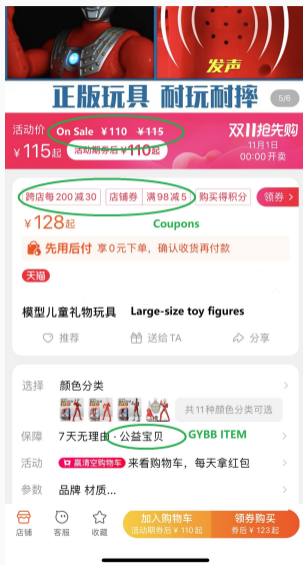 发声
正版玩具 耐玩耐摔
5/6
活动价 On Sale ¥110 ¥115
¥115起 活动期券后¥110起
双11抢先购
11月1日
00:00开卖
跨店每200减30 店铺券 满98减5 购买得积分 领券 >
¥128起 Coupons
先用后付 享0元下单，确认收货再付款
天猫
模型儿童礼物玩具 Large-size toy figures
推荐 送给TA 分享
选择 颜色分类
共11种颜色分类可选
保障 7天无理由 · 公益宝贝 GYBB ITEM
活动 赢清空购物车 来看购物车，每天拿红包
参数 品牌 材质...
店铺 客服 收藏
加入购物车 领券购买
活动期券后¥110起 券后¥123起